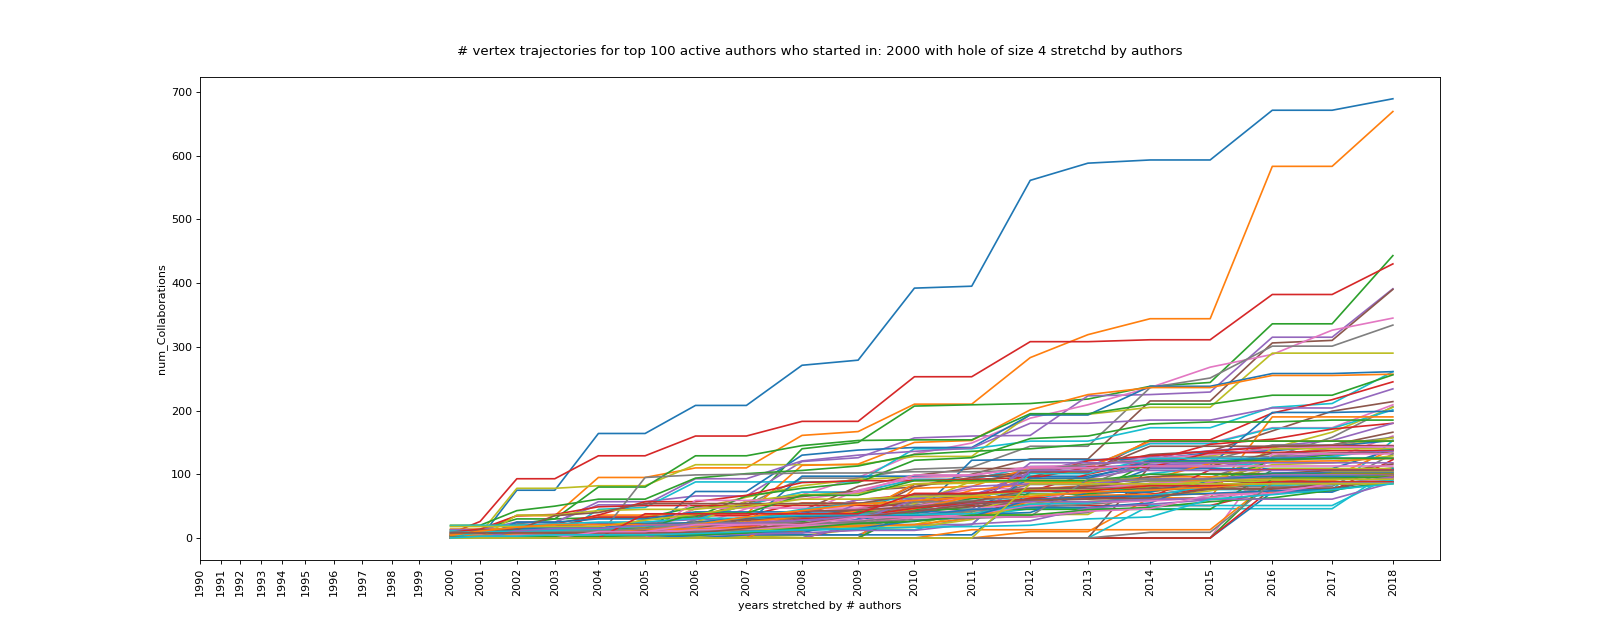 # vertex trajectories for top 100 active authors who started in: 2000 with hole of size 4 stretchd by authors
700
600
500
400
300
200
100
0
num_Collaborations
1990 1991 1992 1993 1994 1995 1996 1997 1998 1999 2000 2001 2002 2003 2004 2005 2006 2007 2008 2009 2010 2011 2012 2013 2014 2015 2016 2017 2018
years stretched by # authors